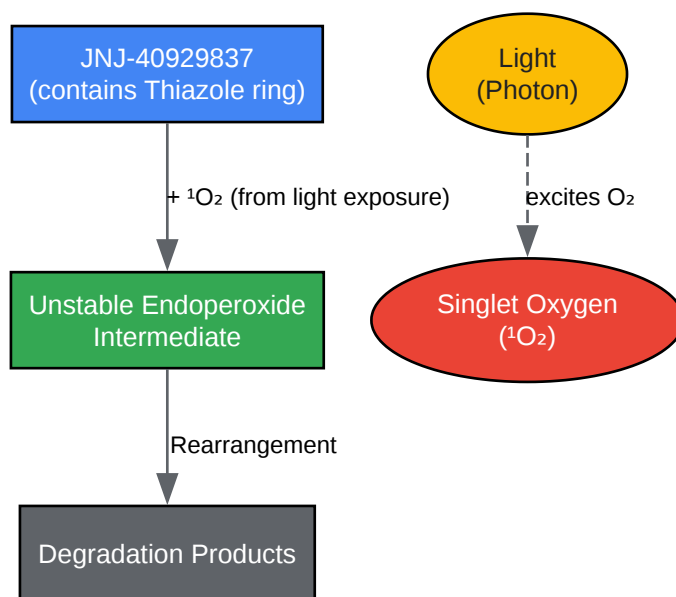 JNJ-40929837
(contains Thiazole ring)
Light
(Photon)
+ ¹O₂ (from light exposure)
excites O₂
Unstable Endoperoxide
Intermediate
Singlet Oxygen
(¹O₂)
Rearrangement
Degradation Products